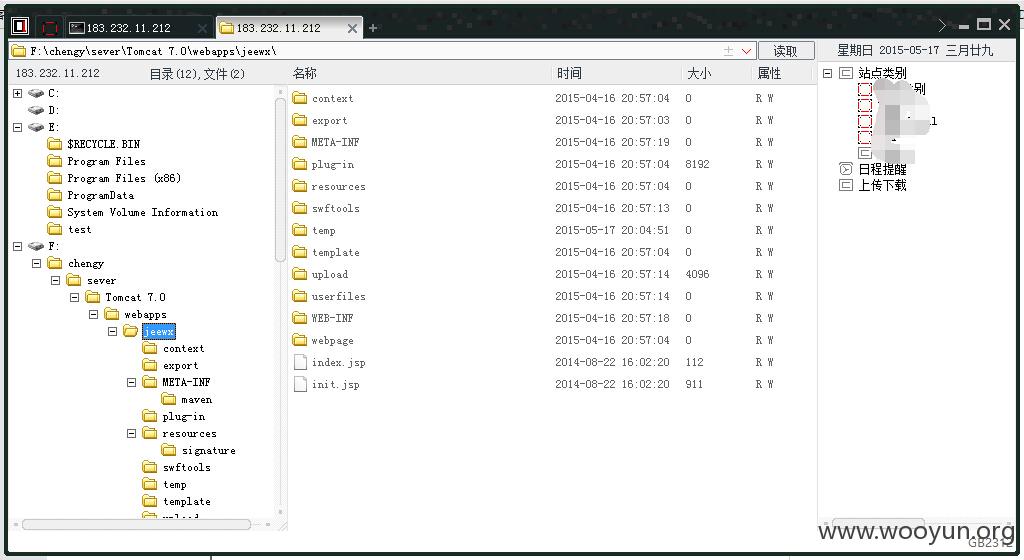 183.232.11.212
183.232.11.212
F:\chengy\sever\Tomcat 7.0\webapps\jeewx\
读取
星期日 2015-05-17 三月廿九
183.232.11.212 目录(12),文件(2)
名称 时间 大小 属性
C:
D:
E:
$RECYCLE.BIN
Program Files
Program Files (x86)
ProgramData
System Volume Information
test
F:
chengy
sever
Tomcat 7.0
webapps
jeewx
context
export
META-INF
maven
plug-in
resources
signature
swftools
temp
template
upload
context 2015-04-16 20:57:04 0 R W
export 2015-04-16 20:57:03 0 R W
META-INF 2015-04-16 20:57:19 0 R W
plug-in 2015-04-16 20:57:04 8192 R W
resources 2015-04-16 20:57:04 0 R W
swftools 2015-04-16 20:57:13 0 R W
temp 2015-05-17 20:04:51 0 R W
template 2015-04-16 20:57:04 0 R W
upload 2015-04-16 20:57:14 4096 R W
userfiles 2015-04-16 20:57:14 0 R W
WEB-INF 2015-04-16 20:57:18 0 R W
webpage 2015-04-16 20:57:04 0 R W
index.jsp 2014-08-22 16:02:20 112 R W
init.jsp 2014-08-22 16:02:20 911 R W
站点类别
日程提醒
上传下载
www.wooyun.org
GB2312